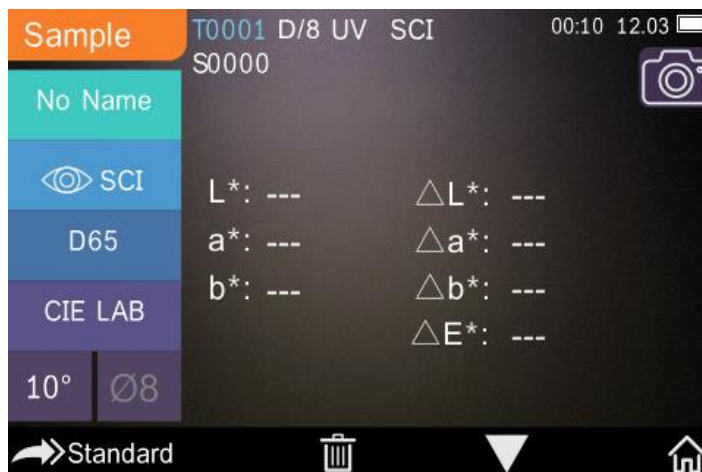 Sample
T0001 D/8 UV SCI 00:10 12.03
S0000
No Name
SCI
D65
CIE LAB
10° Ø8
L*: --- △L*: ---
a*: --- △a*: ---
b*: --- △b*: ---
△E*: ---
Standard